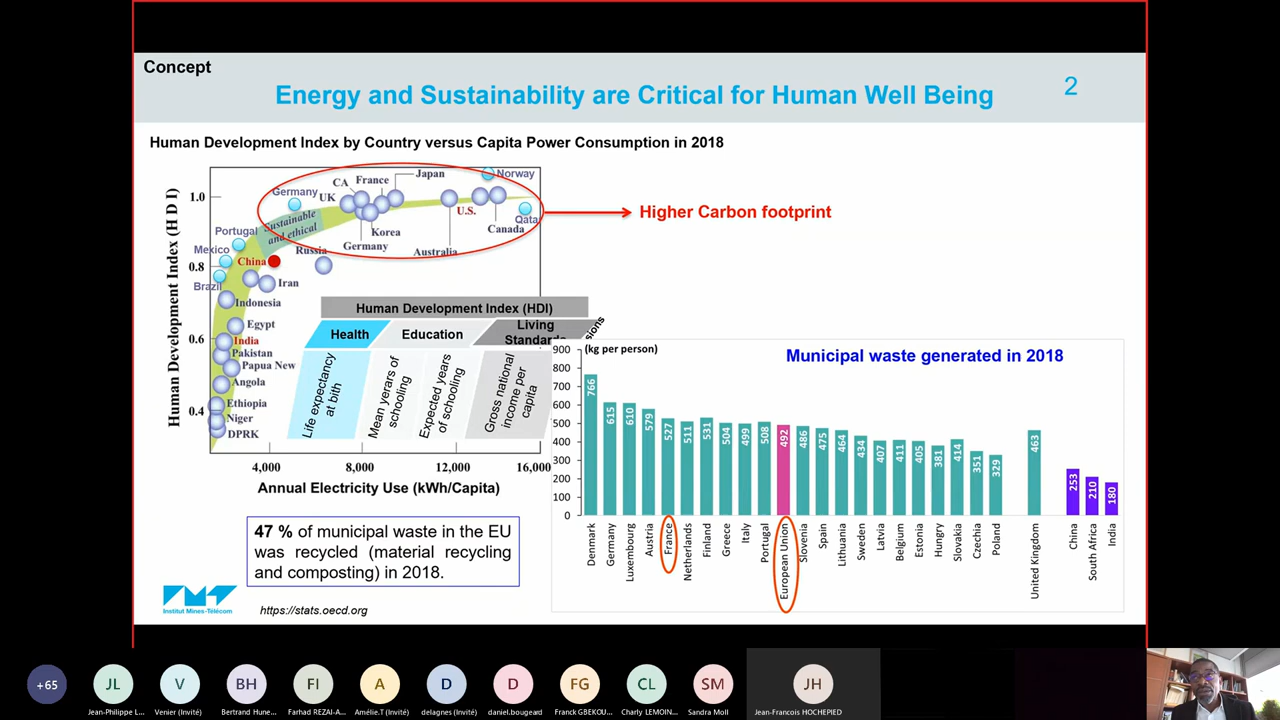 Concept
Energy and Sustainability are Critical for Human Well Being
2
Human Development Index by Country versus Capita Power Consumption in 2018
Human Development Index (H D I)
1.0
0.8
0.6
0.4
Germany
UK
CA
France
Japan
Norway
Sustainable
and ethical
U.S.
Qata
Canada
Korea
Germany
Australia
Portugal
Mexico
China
Russia
Brazil
Iran
Indonesia
Egypt
India
Pakistan
Papua New
Angola
Ethiopia
Niger
DPRK
4,000
8,000
12,000
16,000
Annual Electricity Use (kWh/Capita)
Higher Carbon footprint
Human Development Index (HDI)
Health
Education
Living
Standards
Life expectancy
at bith
Mean yerars of
schooling
Expected years
of schooling
Gross national
income per
capita
Municipal waste generated in 2018
(kg per person)
900
800
700
600
500
400
300
200
100
0
766
615
610
579
527
511
531
504
499
508
492
486
475
464
434
407
411
405
381
414
351
329
463
253
210
180
Denmark
Germany
Luxembourg
Austria
France
Netherlands
Finland
Greece
Italy
Portugal
European Union
Slovenia
Spain
Lithuania
Sweden
Latvia
Belgium
Estonia
Hungry
Slovakia
Czechia
Poland
United Kingdom
China
South Africa
India
47 % of municipal waste in the EU
was recycled (material recycling
and composting) in 2018.
Institut Mines-Télécom
https://stats.oecd.org
+65
JL
V
BH
FI
A
D
D
FG
CL
SM
JH
Jean-Philippe L...
Venier (Invité)
Bertrand Hune...
Farhad REZAI-A...
Amélie.T (Invité)
delagnes (Invité)
daniel.bougeard
Franck GBEKOU...
Charly LEMOIN...
Sandra Moll
Jean-Francois HOCHEPIED